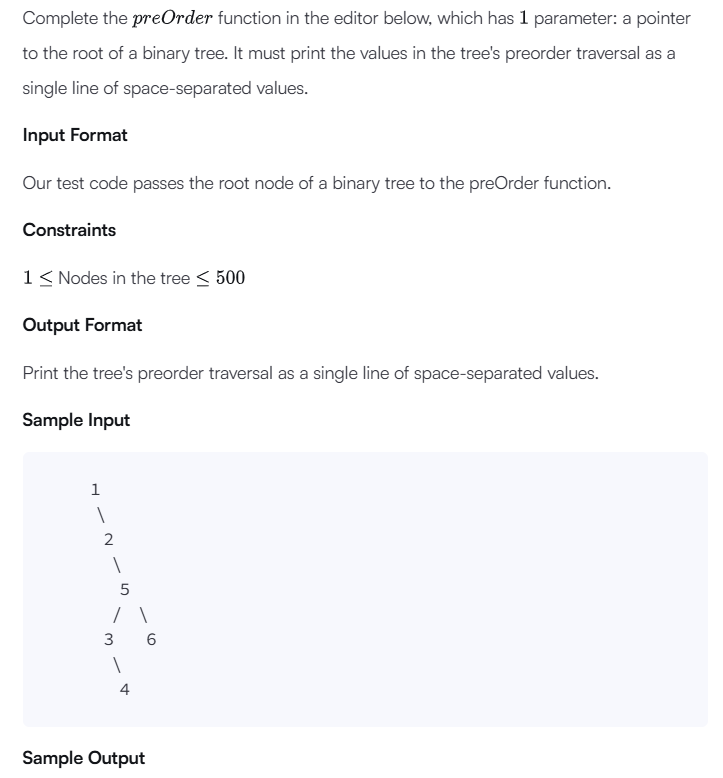 Complete the preOrder function in the editor below, which has 1 parameter: a pointer
to the root of a binary tree. It must print the values in the tree's preorder traversal as a
single line of space-separated values.
Input Format
Our test code passes the root node of a binary tree to the preOrder function.
Constraints
1 ≤ Nodes in the tree ≤ 500
Output Format
Print the tree's preorder traversal as a single line of space-separated values.
Sample Input
1
\
2
\
5
/ \
3 6
\
4
Sample Output